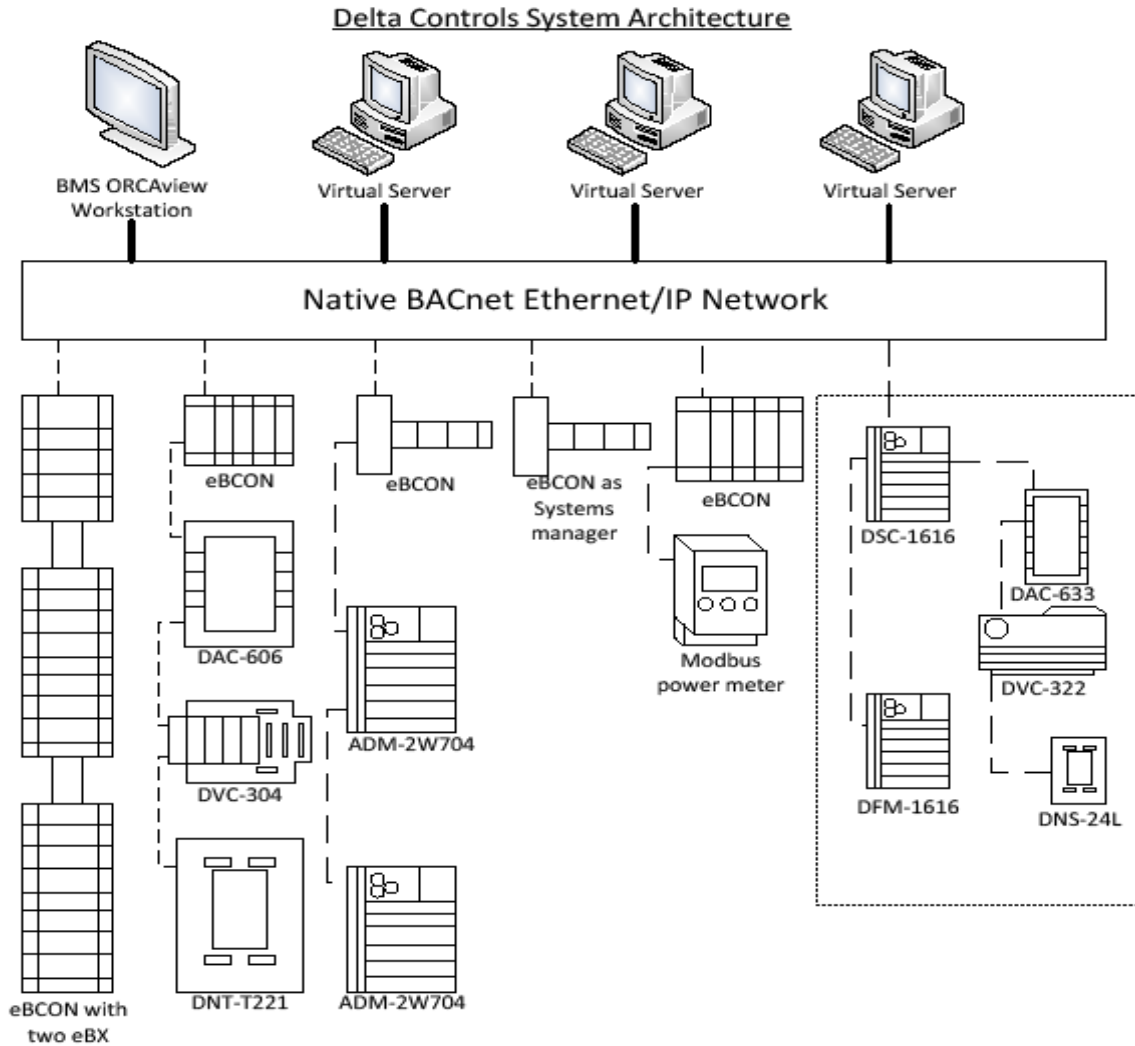 Delta Controls System Architecture
BMS ORCAview
Workstation
Virtual Server
Virtual Server
Virtual Server
Native BACnet Ethernet/IP Network
eBCON
eBCON
eBCON as
Systems
manager
eBCON
DSC-1616
DAC-633
DAC-606
Modbus
power meter
DVC-322
ADM-2W704
DVC-304
DFM-1616
DNS-24L
eBCON with
two eBX
DNT-T221
ADM-2W704